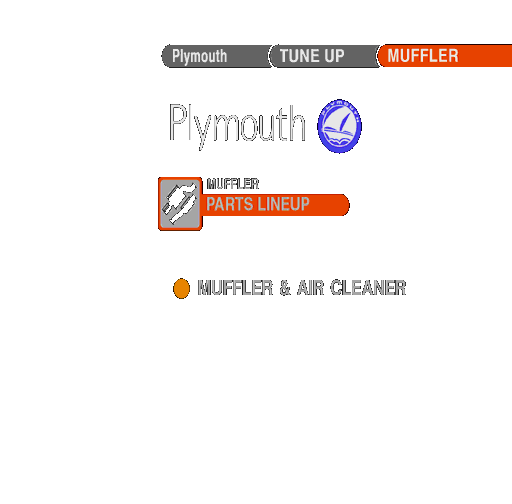 Plymouth TUNE UP MUFFLER
Plymouth
MUFFLER
PARTS LINEUP
MUFFLER & AIR CLEANER